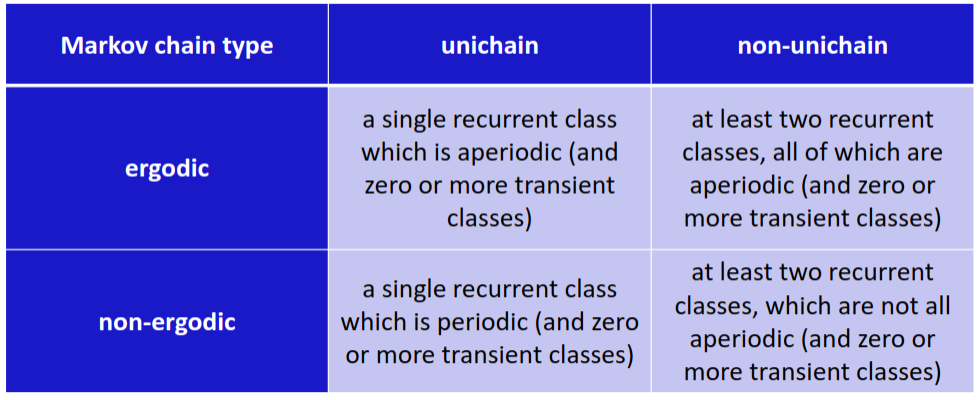 Markov chain type
unichain
non-unichain
ergodic
a single recurrent class
which is aperiodic (and
zero or more transient
classes)
at least two recurrent
classes, all of which are
aperiodic (and zero or
more transient classes)
non-ergodic
a single recurrent class
which is periodic (and zero
or more transient classes)
at least two recurrent
classes, which are not all
aperiodic (and zero or
more transient classes)